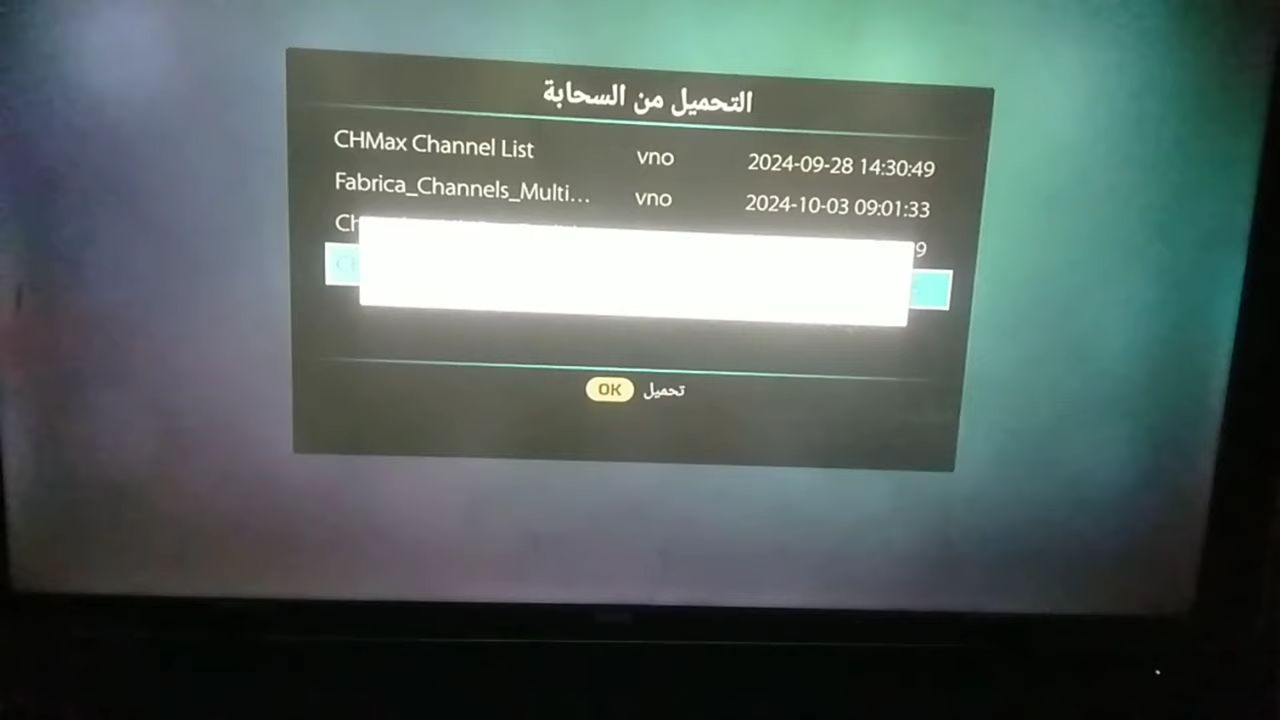 التحميل من السحابة
CHMax Channel List vno 2024-09-28 14:30:49
Fabrica_Channels_Multi... vno 2024-10-03 09:01:33
OK تحميل